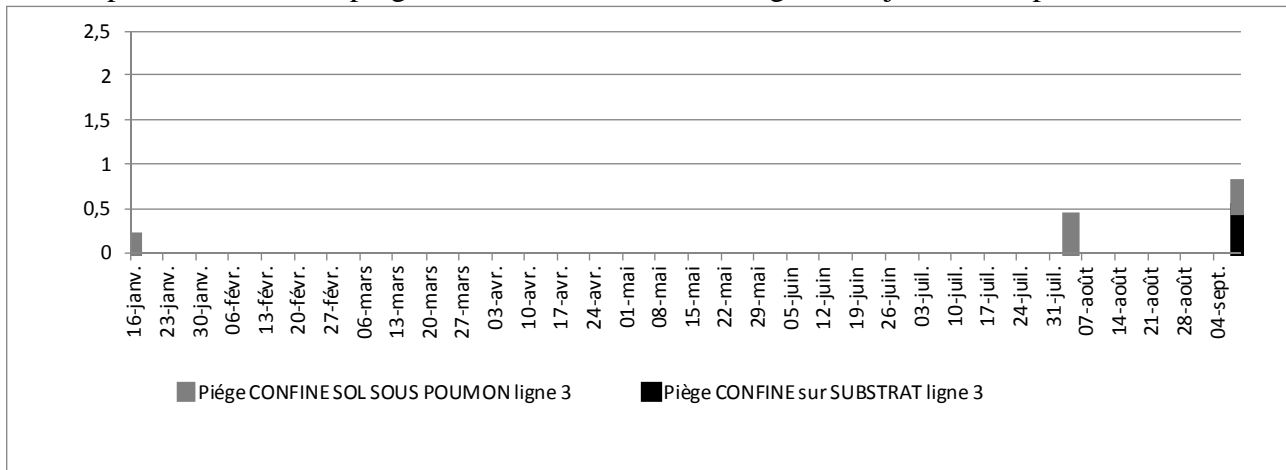 2,5
2
1,5
1
0,5
0
16-janv.
23-janv.
30-janv.
06-févr.
13-févr.
20-févr.
27-févr.
06-mars
13-mars
20-mars
27-mars
03-avr.
10-avr.
17-avr.
24-avr.
01-mai
08-mai
15-mai
22-mai
29-mai
05-juin
12-juin
19-juin
26-juin
03-juil.
10-juil.
17-juil.
24-juil.
31-juil.
07-août
14-août
21-août
28-août
04-sept.
Piége CONFINE SOL SOUS POUMON ligne 3
Piège CONFINE sur SUBSTRAT ligne 3